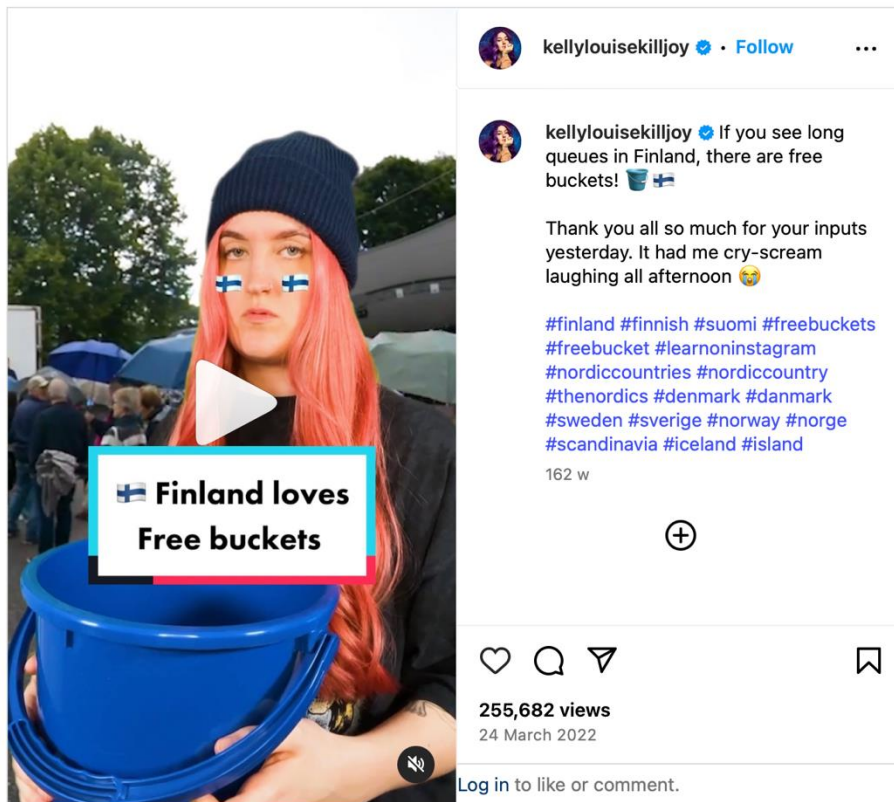 Finland loves
Free buckets
kellylouisekilljoy • Follow
kellylouisekilljoy If you see long
queues in Finland, there are free
buckets!
Thank you all so much for your inputs
yesterday. It had me cry-scream
laughing all afternoon
#finland #finnish #suomi #freebuckets
#freebucket #learnoninstagram
#nordiccountries #nordiccountry
#thenordics #denmark #danmark
#sweden #sverige #norway #norge
#scandinavia #iceland #island
162 w
255,682 views
24 March 2022
Log in to like or comment.